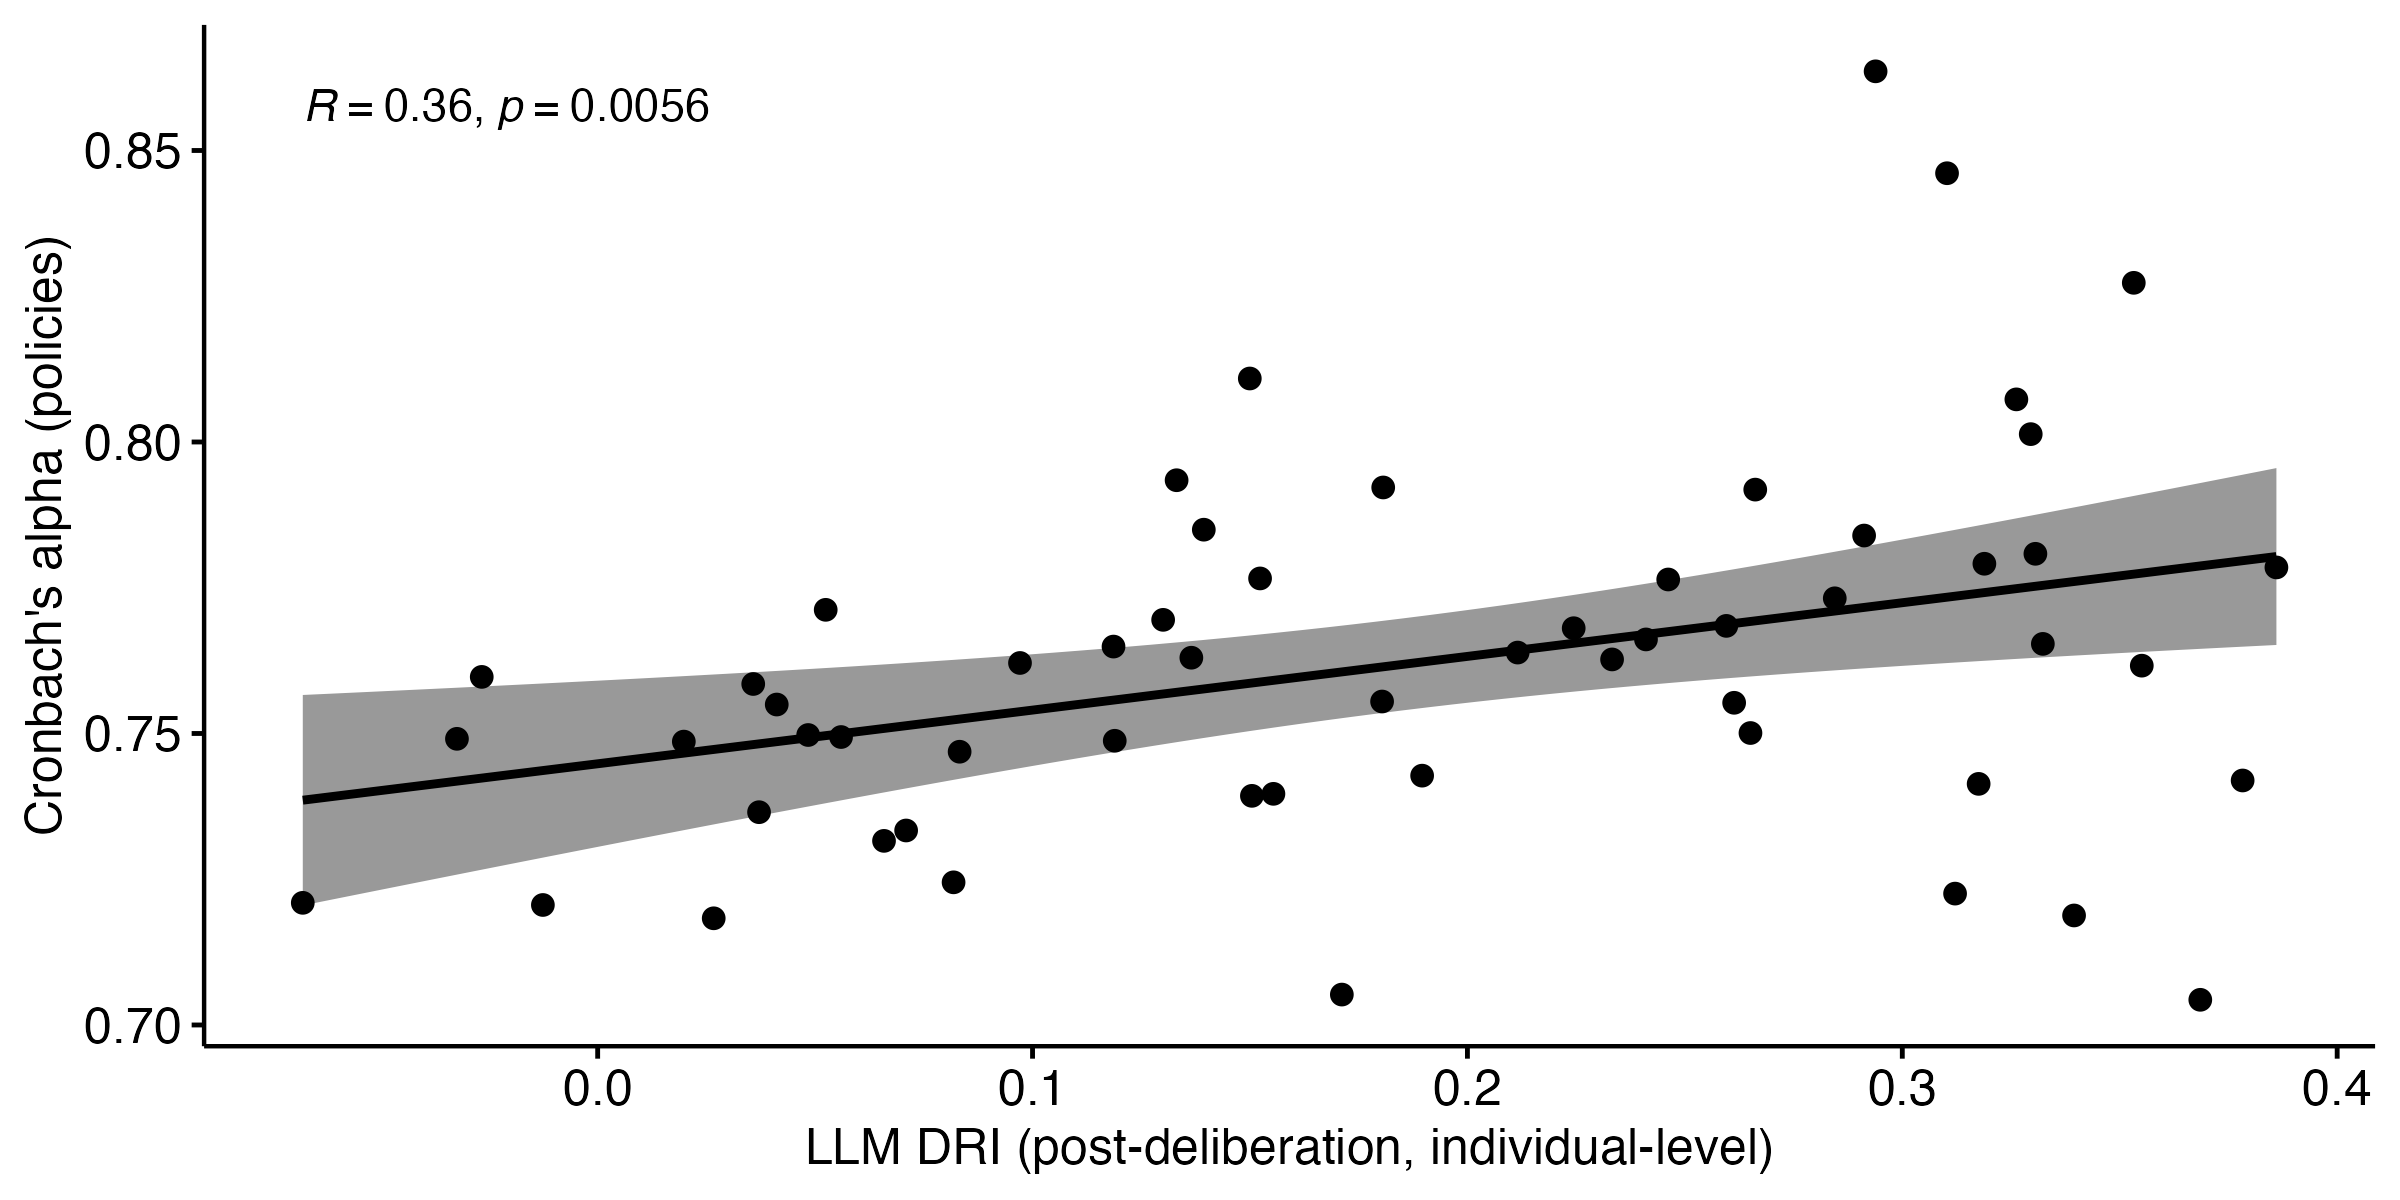 R = 0.36, p = 0.0056
0.85
0.80
0.75
0.70
Cronbach's alpha (policies)
0.0 0.1 0.2 0.3 0.4
LLM DRI (post-deliberation, individual-level)